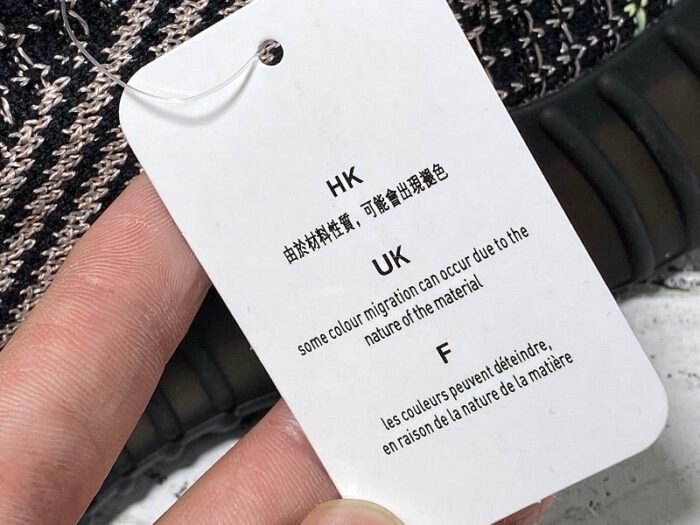 HK
由於材料性質，可能會出現褪色
UK
some colour migration can occur due to the
nature of the material
F
les couleurs peuvent déteindre,
en raison de la nature de la matière